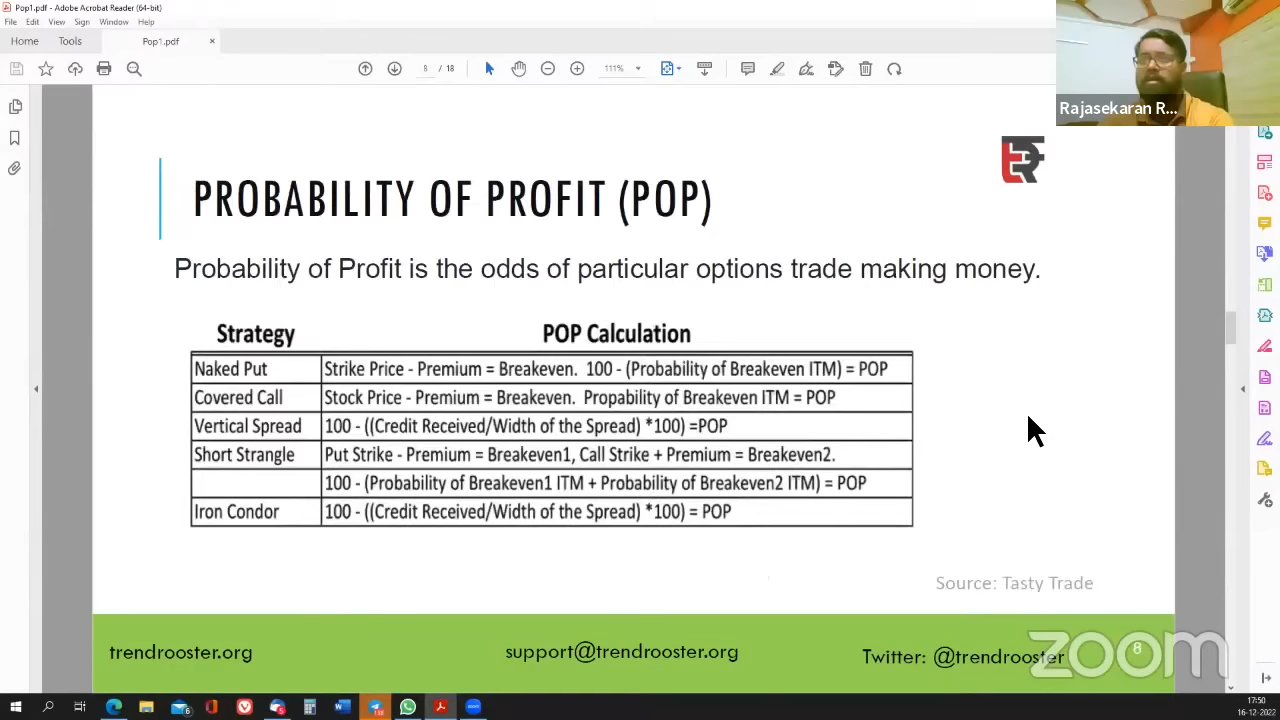 Pop1.pdf - Adobe Acrobat Reader (64-bit)
File Edit View Sign Window Help
Home Tools Pop1.pdf ×
8 / 18 111%
Rajasekaran R...
PROBABILITY OF PROFIT (POP)
Probability of Profit is the odds of particular options trade making money.
Strategy POP Calculation
Naked Put Strike Price - Premium = Breakeven. 100 - (Probability of Breakeven ITM) = POP
Covered Call Stock Price - Premium = Breakeven. Propability of Breakeven ITM = POP
Vertical Spread 100 - ((Credit Received/Width of the Spread) *100) =POP
Short Strangle Put Strike - Premium = Breakeven1, Call Strike + Premium = Breakeven2.
100 - (Probability of Breakeven1 ITM + Probability of Breakeven2 ITM) = POP
Iron Condor 100 - ((Credit Received/Width of the Spread) *100) = POP
Source: Tasty Trade
trendrooster.org support@trendrooster.org Twitter: @trendrooster 8
zoom
17:50
16-12-2022